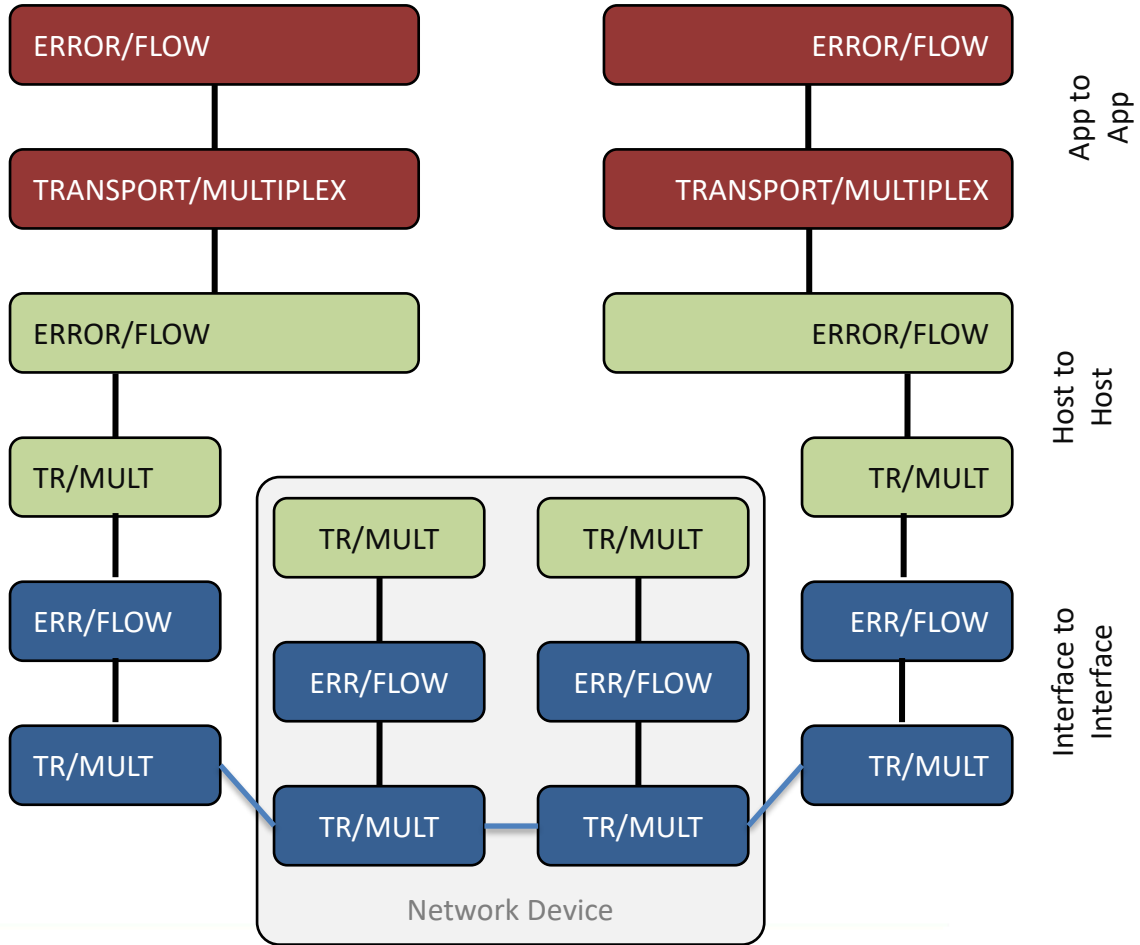 ERROR/FLOW
ERROR/FLOW
App to
App
TRANSPORT/MULTIPLEX
TRANSPORT/MULTIPLEX
ERROR/FLOW
ERROR/FLOW
Host to
Host
TR/MULT
TR/MULT
TR/MULT
TR/MULT
ERR/FLOW
ERR/FLOW
Interface to
Interface
ERR/FLOW
ERR/FLOW
TR/MULT
TR/MULT
TR/MULT
TR/MULT
Network Device